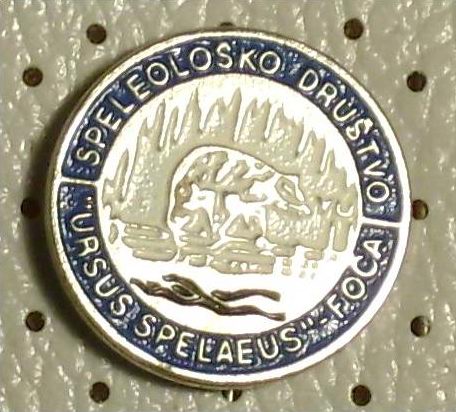 SPELEOLOŠKO DRUŠTVO
„URSUS SPELAEUS"-FOČA